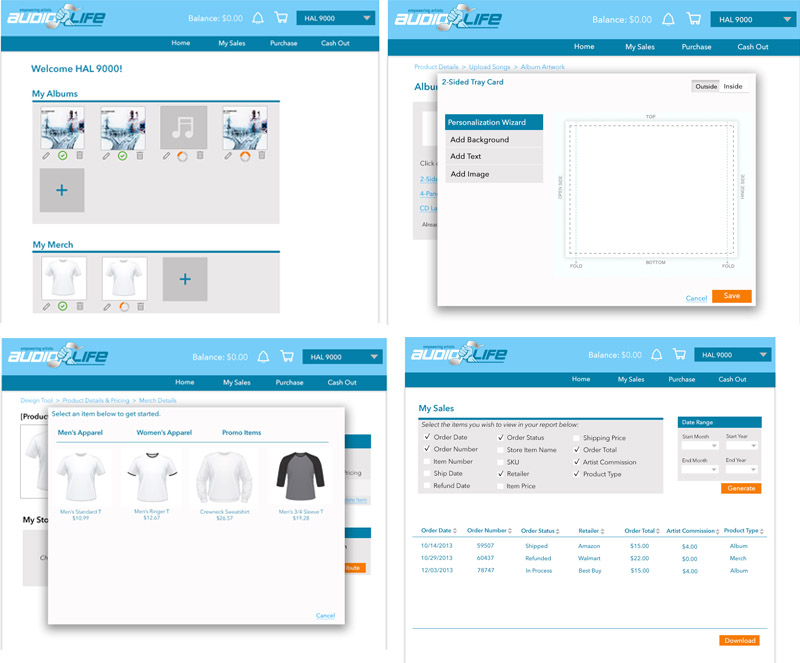 empowering artists
AUDIO LIFE
Balance: $0.00
HAL 9000
Home My Sales Purchase Cash Out
Welcome HAL 9000!
My Albums
+
My Merch
+
empowering artists
AUDIO LIFE
Balance: $0.00
HAL 9000
Home My Sales Purchase Cash Out
Product Details > Upload Songs > Album Artwork
Albu
2-Sided Tray Card
Outside Inside
Personalization Wizard
Add Background
Add Text
Add Image
Click
2-Side
4-Pan
CD La
Alrea
TOP
OPEN SIDE
HINGE SIDE
BOTTOM
FOLD FOLD
Cancel Save
empowering artists
AUDIO LIFE
Balance: $0.00
HAL 9000
Home My Sales Purchase Cash Out
Design Tool > Product Details & Pricing > Merch Details
[Produc
Select an item below to get started.
Men's Apparel Women's Apparel Promo Items
Pricing
Men's Standard T Men's Ringer T Crewneck Sweatshirt Men's 3/4 Sleeve T
$10.99 $12.67 $26.57 $19.28
My Sto
Ch
ibute
Cancel
empowering artists
AUDIO LIFE
Balance: $0.00
HAL 9000
Home My Sales Purchase Cash Out
My Sales
Select the items you wish to view in your report below:
Order Date Order Status Shipping Price
Order Number Store Item Name Order Total
Item Number SKU Artist Commission
Ship Date Retailer Product Type
Refund Date Item Price
Date Range
Start Month Start Year
End Month End Year
Generate
Order Date Order Number Order Status Retailer Order Total Artist Commission Product Type
10/14/2013 59507 Shipped Amazon $15.00 $4.00 Album
10/29/2013 60437 Refunded Walmart $22.00 $0.00 Merch
12/03/2013 78747 In Process Best Buy $15.00 $4.00 Album
Download